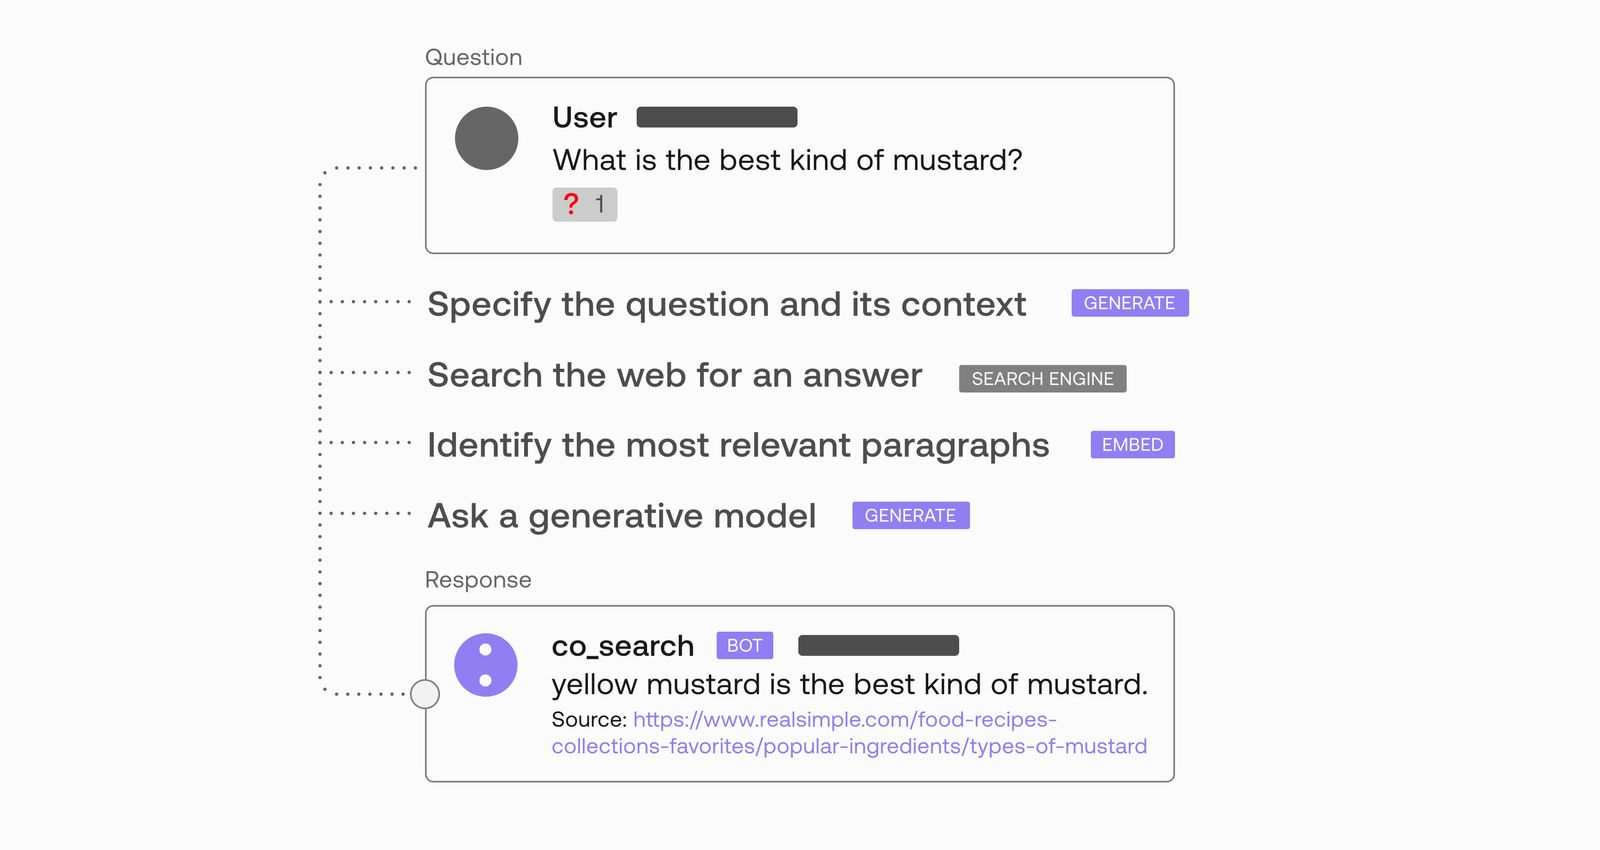 Question
User
What is the best kind of mustard?
? 1
Specify the question and its context GENERATE
Search the web for an answer SEARCH ENGINE
Identify the most relevant paragraphs EMBED
Ask a generative model GENERATE
Response
co_search BOT
yellow mustard is the best kind of mustard.
Source: https://www.realsimple.com/food-recipes-
collections-favorites/popular-ingredients/types-of-mustard